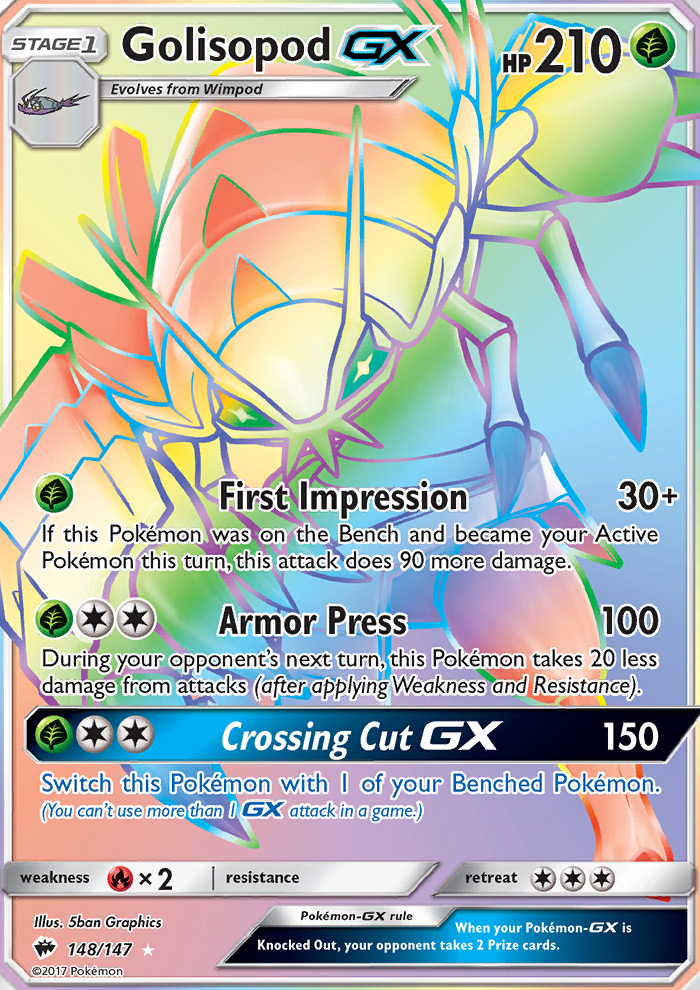 STAGE 1 Golisopod GX HP 210
Evolves from Wimpod
First Impression 30+
If this Pokémon was on the Bench and became your Active
Pokémon this turn, this attack does 90 more damage.
Armor Press 100
During your opponent's next turn, this Pokémon takes 20 less
damage from attacks (after applying Weakness and Resistance).
Crossing Cut GX 150
Switch this Pokémon with 1 of your Benched Pokémon.
(You can't use more than 1 GX attack in a game.)
weakness × 2 resistance retreat
Illus. 5ban Graphics
148/147
©2017 Pokémon
Pokémon-GX rule
When your Pokémon-GX is
Knocked Out, your opponent takes 2 Prize cards.